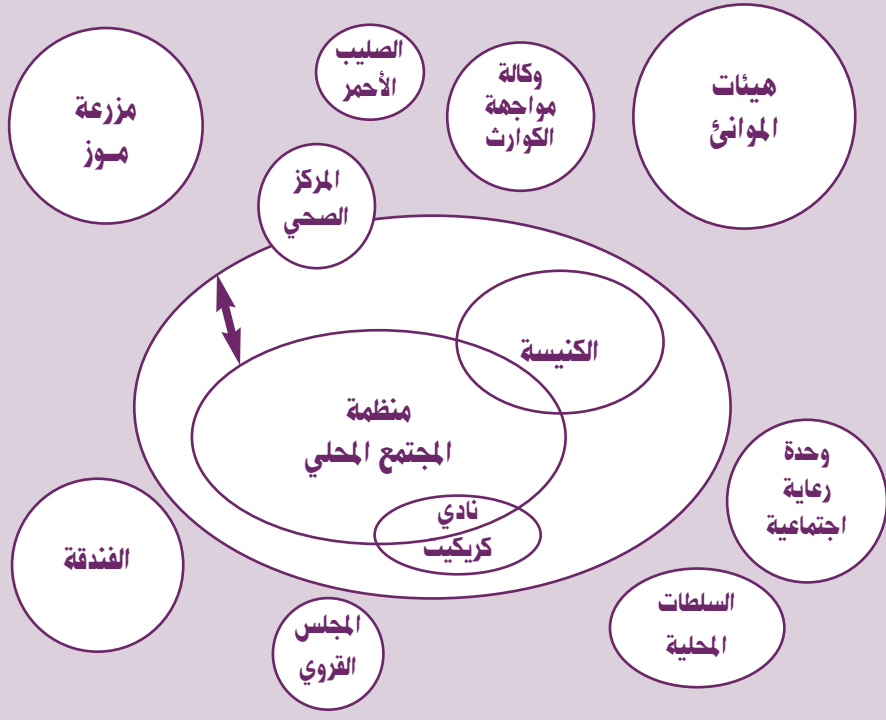 هيئات
الموانئ
وكالة
مواجهة
الكوارث
الصليب
الأحمر
مزرعة
مـوز
المركز
الصحي
الكنيسة
منظمة
المجتمع المحلي
نادي
كريكيت
وحدة
رعاية
اجتماعية
الفندقة
السلطات
المحلية
المجلس
القروي